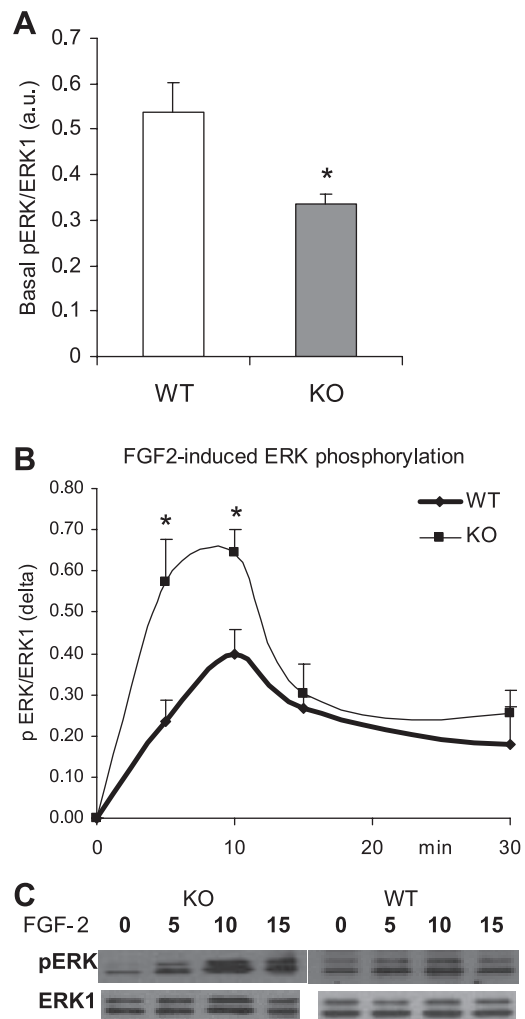 A
Basal pERK/ERK1 (a.u.)
0.7
0.6
0.5
0.4
0.3
0.2
0.1
0
*
WT
KO
B
FGF2-induced ERK phosphorylation
p ERK/ERK1 (delta)
0.80
0.70
0.60
0.50
0.40
0.30
0.20
0.10
0.00
* *
WT
KO
0 10 min 20 30
C
KO WT
FGF-2 0 5 10 15 0 5 10 15
pERK
ERK1